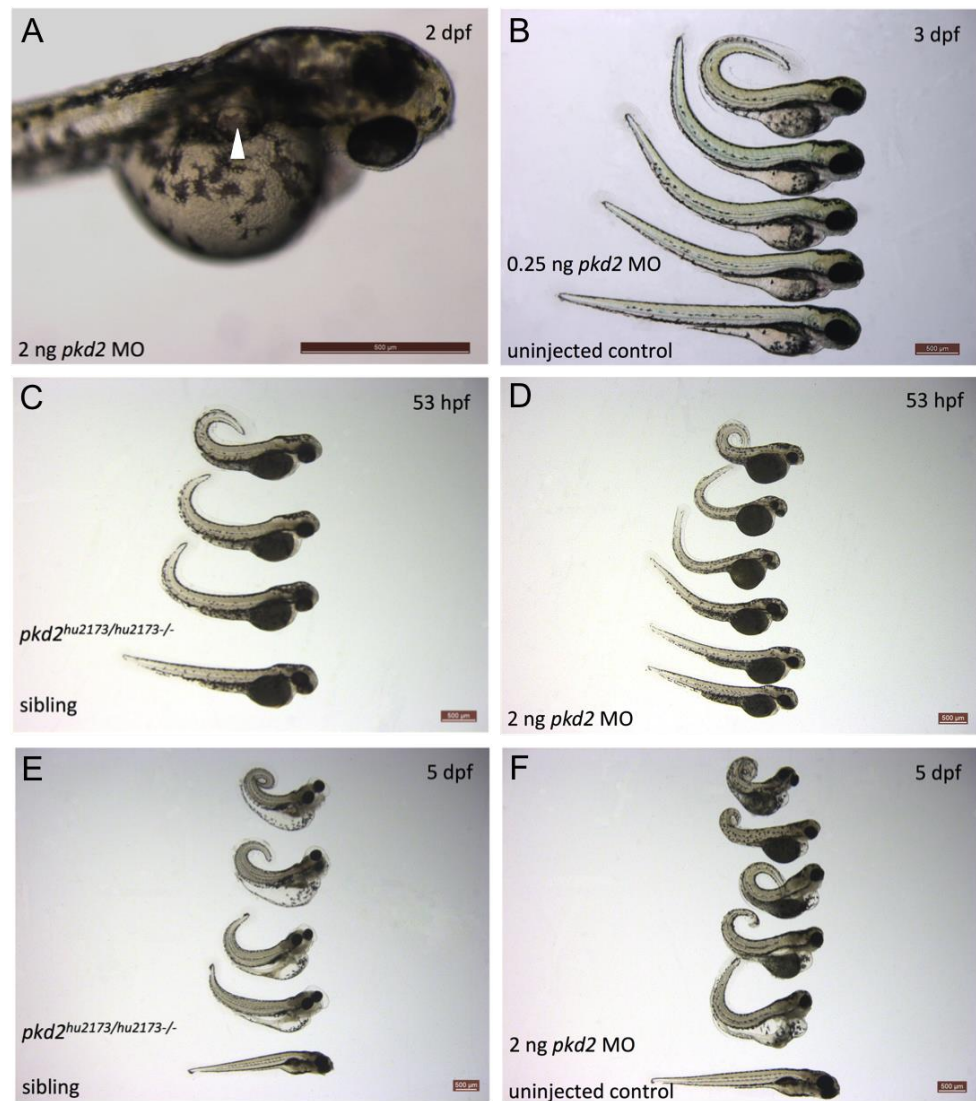 A
2 dpf
500 µm
2 ng pkd2 MO
B
3 dpf
0.25 ng pkd2 MO
uninjected control
500 µm
C
53 hpf
pkd2hu2173/hu2173-/-
sibling
500 µm
D
53 hpf
2 ng pkd2 MO
500 µm
E
5 dpf
pkd2hu2173/hu2173-/-
sibling
500 µm
F
5 dpf
2 ng pkd2 MO
uninjected control
500 µm